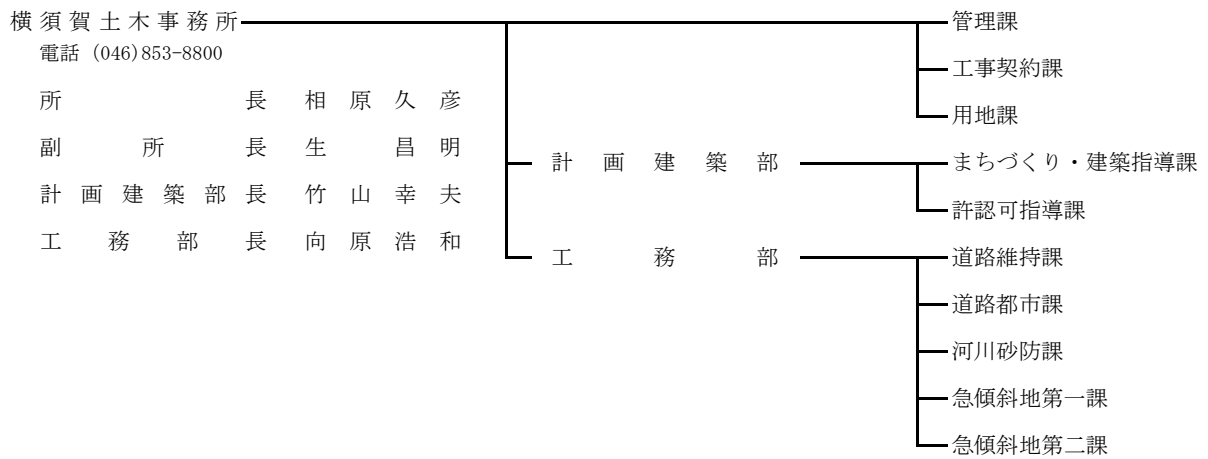 横須賀土木事務所 管理課
電話 (046)853-8800
工事契約課
所長 相原久彦
用地課
副所長 生 昌明
計画建築部 まちづくり・建築指導課
計画建築部長 竹山幸夫
許認可指導課
工務部長 向原浩和
工務部 道路維持課
道路都市課
河川砂防課
急傾斜地第一課
急傾斜地第二課